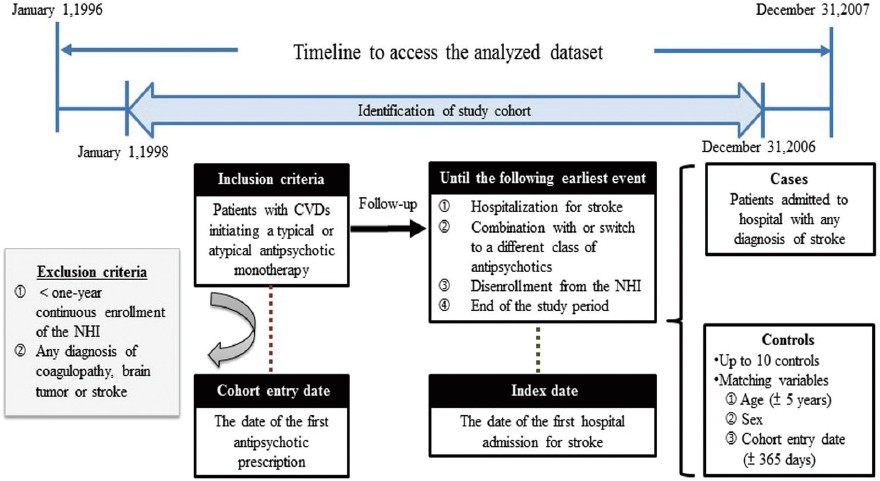 January 1,1996
December 31,2007
Timeline to access the analyzed dataset
Identification of study cohort
January 1,1998
December 31,2006
Inclusion criteria
Patients with CVDs
initiating a typical or
atypical antipsychotic
monotherapy
Follow-up
Until the following earliest event
① Hospitalization for stroke
② Combination with or switch
to a different class of
antipsychotics
③ Disenrollment from the NHI
④ End of the study period
Cases
Patients admitted to
hospital with any
diagnosis of stroke
Exclusion criteria
① < one-year
continuous enrollment
of the NHI
② Any diagnosis of
coagulopathy, brain
tumor or stroke
Cohort entry date
The date of the first
antipsychotic
prescription
Index date
The date of the first hospital
admission for stroke
Controls
•Up to 10 controls
•Matching variables
① Age (± 5 years)
② Sex
③ Cohort entry date
(± 365 days)